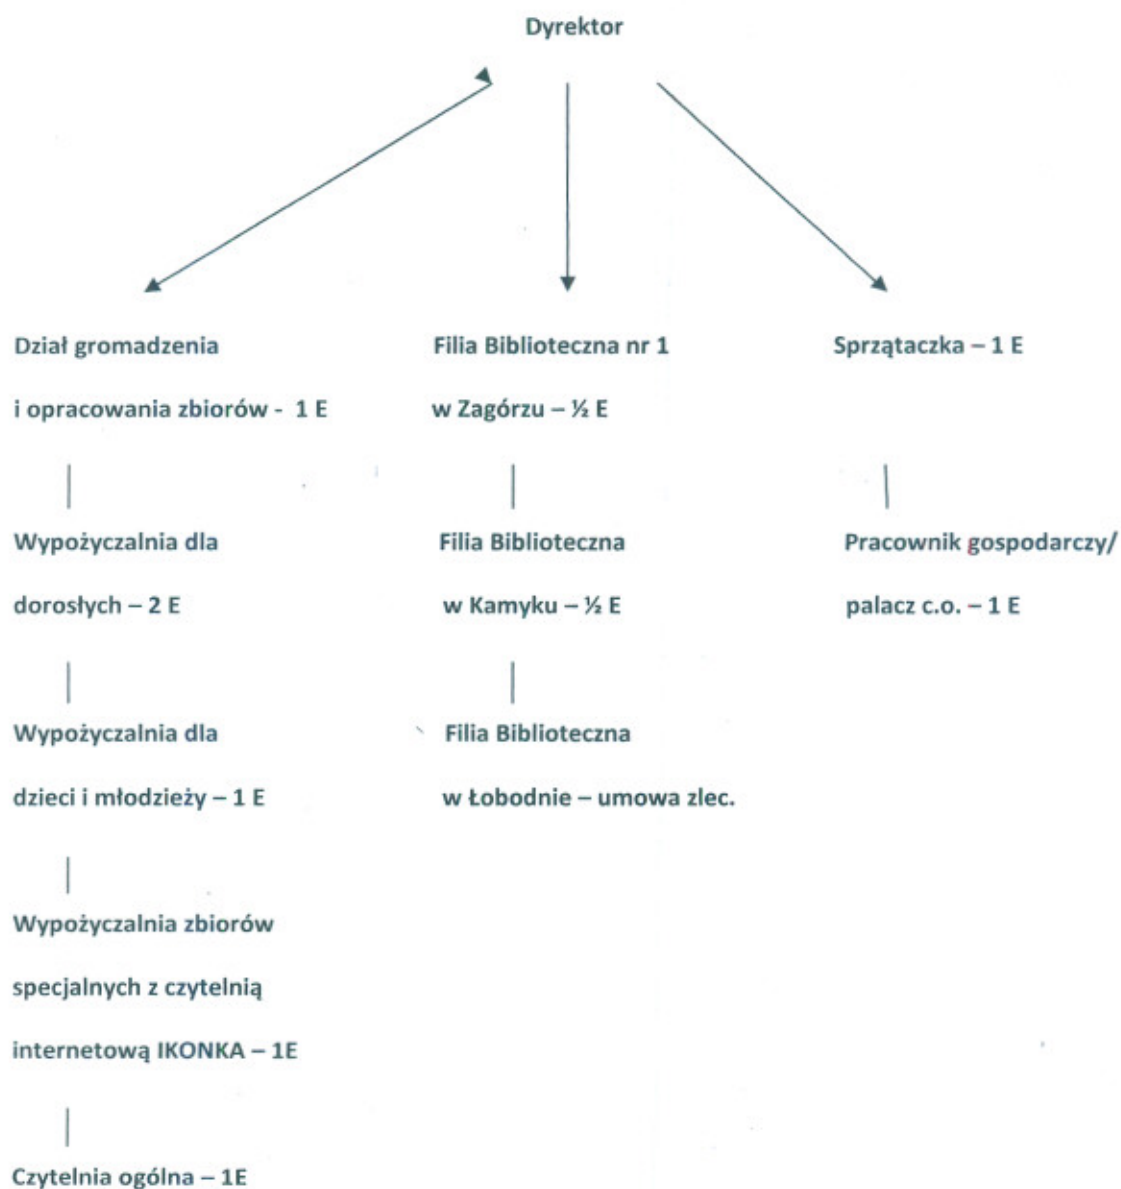 Dyrektor
Dział gromadzenia
i opracowania zbiorów - 1 E
Wypożyczalnia dla
dorosłych – 2 E
Wypożyczalnia dla
dzieci i młodzieży – 1 E
Wypożyczalnia zbiorów
specjalnych z czytelnią
internetową IKONKA – 1E
Czytelnia ogólna – 1E
Filia Biblioteczna nr 1
w Zagórzu – ½ E
Filia Biblioteczna
w Kamyku – ½ E
Filia Biblioteczna
w Łobodnie – umowa zlec.
Sprzątaczka – 1 E
Pracownik gospodarczy/
palacz c.o. – 1 E